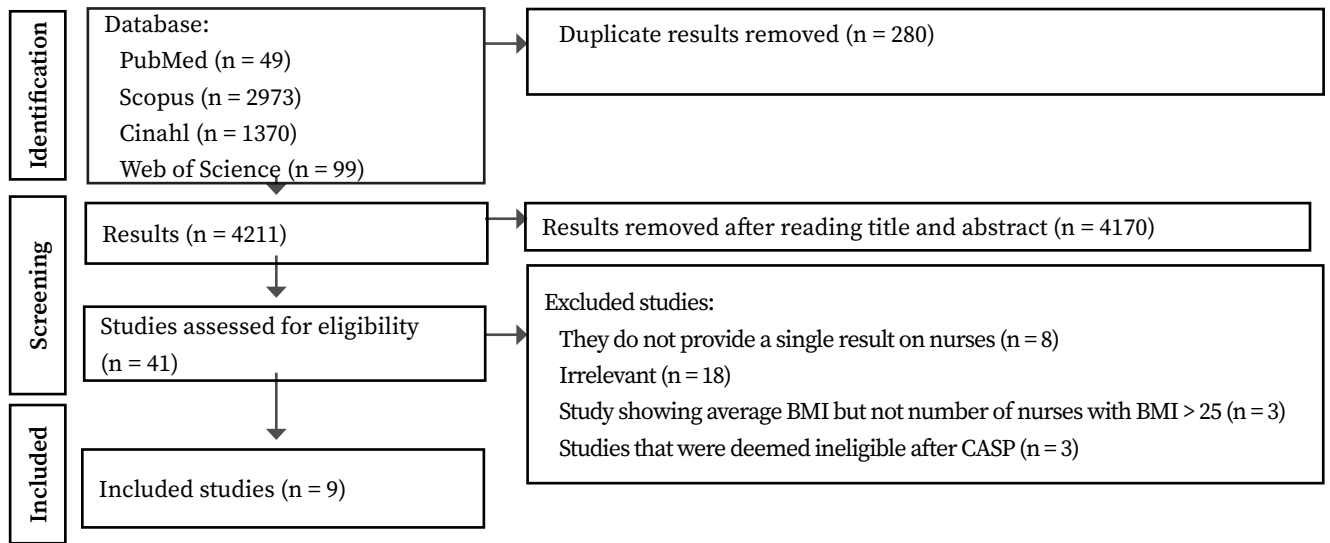 Identification
Database:
PubMed (n = 49)
Scopus (n = 2973)
Cinahl (n = 1370)
Web of Science (n = 99)
Duplicate results removed (n = 280)
Screening
Results (n = 4211)
Results removed after reading title and abstract (n = 4170)
Studies assessed for eligibility
(n = 41)
Excluded studies:
They do not provide a single result on nurses (n = 8)
Irrelevant (n = 18)
Study showing average BMI but not number of nurses with BMI > 25 (n = 3)
Studies that were deemed ineligible after CASP (n = 3)
Included
Included studies (n = 9)